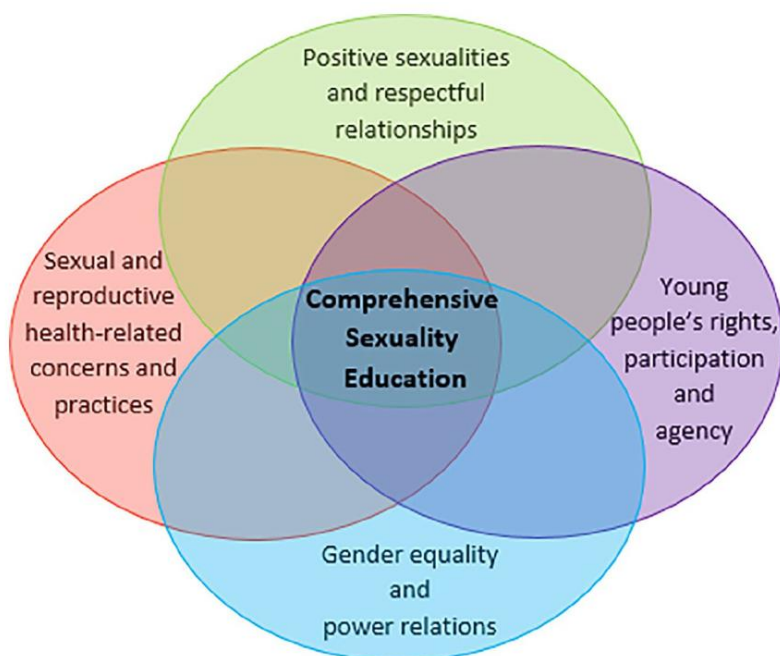 Positive sexualities
and respectful
relationships
Sexual and
reproductive
health-related
concerns and
practices
Comprehensive
Sexuality
Education
Young
people's rights,
participation
and
agency
Gender equality
and
power relations